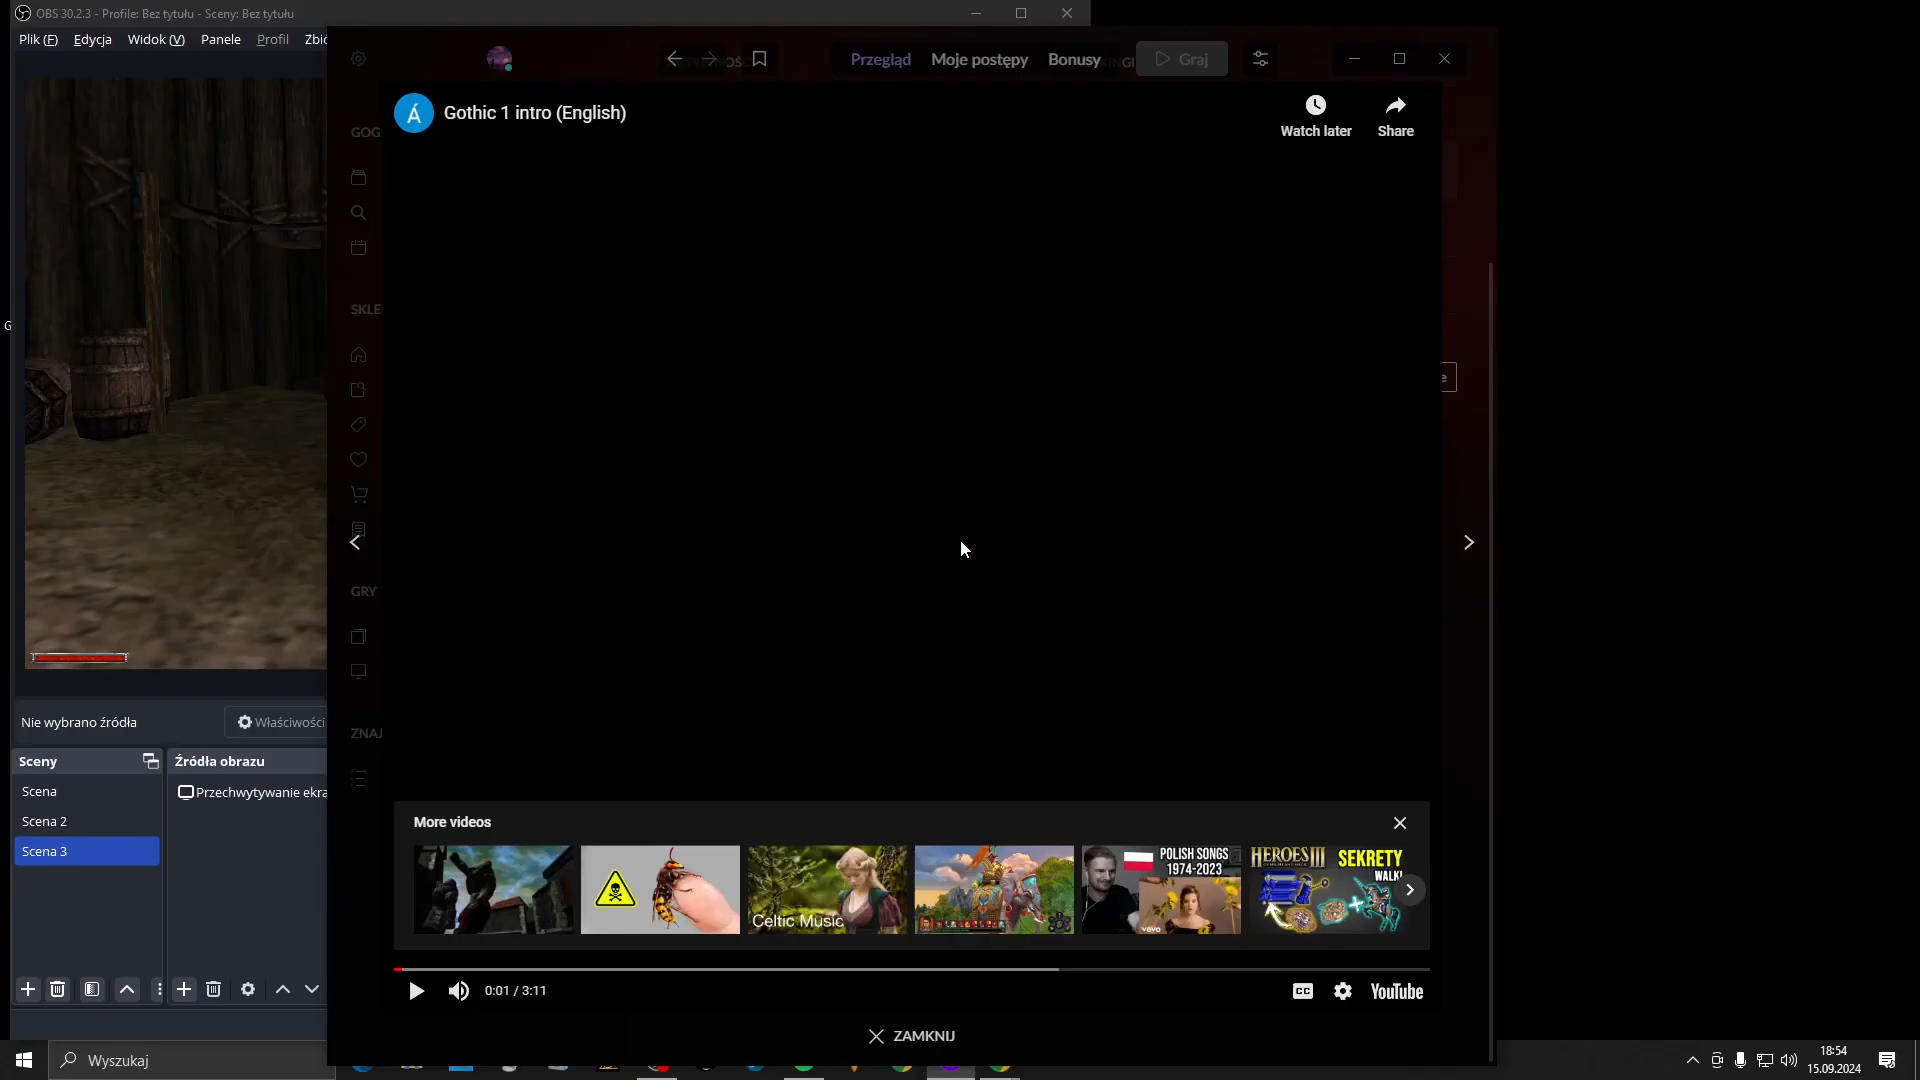 OBS 30.2.3 - Profile: Bez tytułu - Sceny: Bez tytułu
Plik (F)
Edycja
Widok (V)
Panele
Profil
Przegląd
Moje postępy
Bonusy
Graj
Á
Gothic 1 intro (English)
Watch later
Share
GOG
SKLE
G
GRY
ZNAJ
Nie wybrano źródła
Właściwości
Sceny
Źródła obrazu
Scena
Przechwytywanie ekra
Scena 2
Scena 3
More videos
Celtic Music
POLISH SONGS
1974-2023
vevo
HEROES III
SEKRETY
WALKI
0:01 / 3:11
CC
YouTube
ZAMKNIJ
Wyszukaj
18:54
15.09.2024